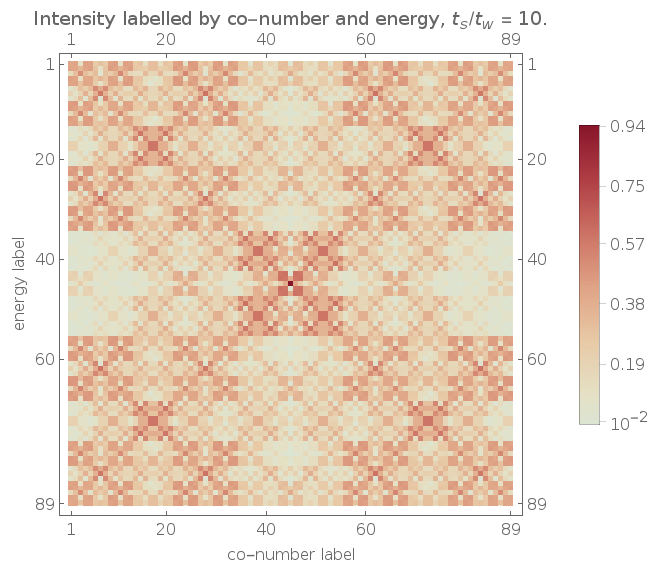 Intensity labelled by co–number and energy, tS/tW = 10.
1 20 40 60 89
1 1
0.94
20 20
0.75
0.57
40 40
0.38
energy label
60 60
0.19
10−2
89 89
1 20 40 60 89
co–number label